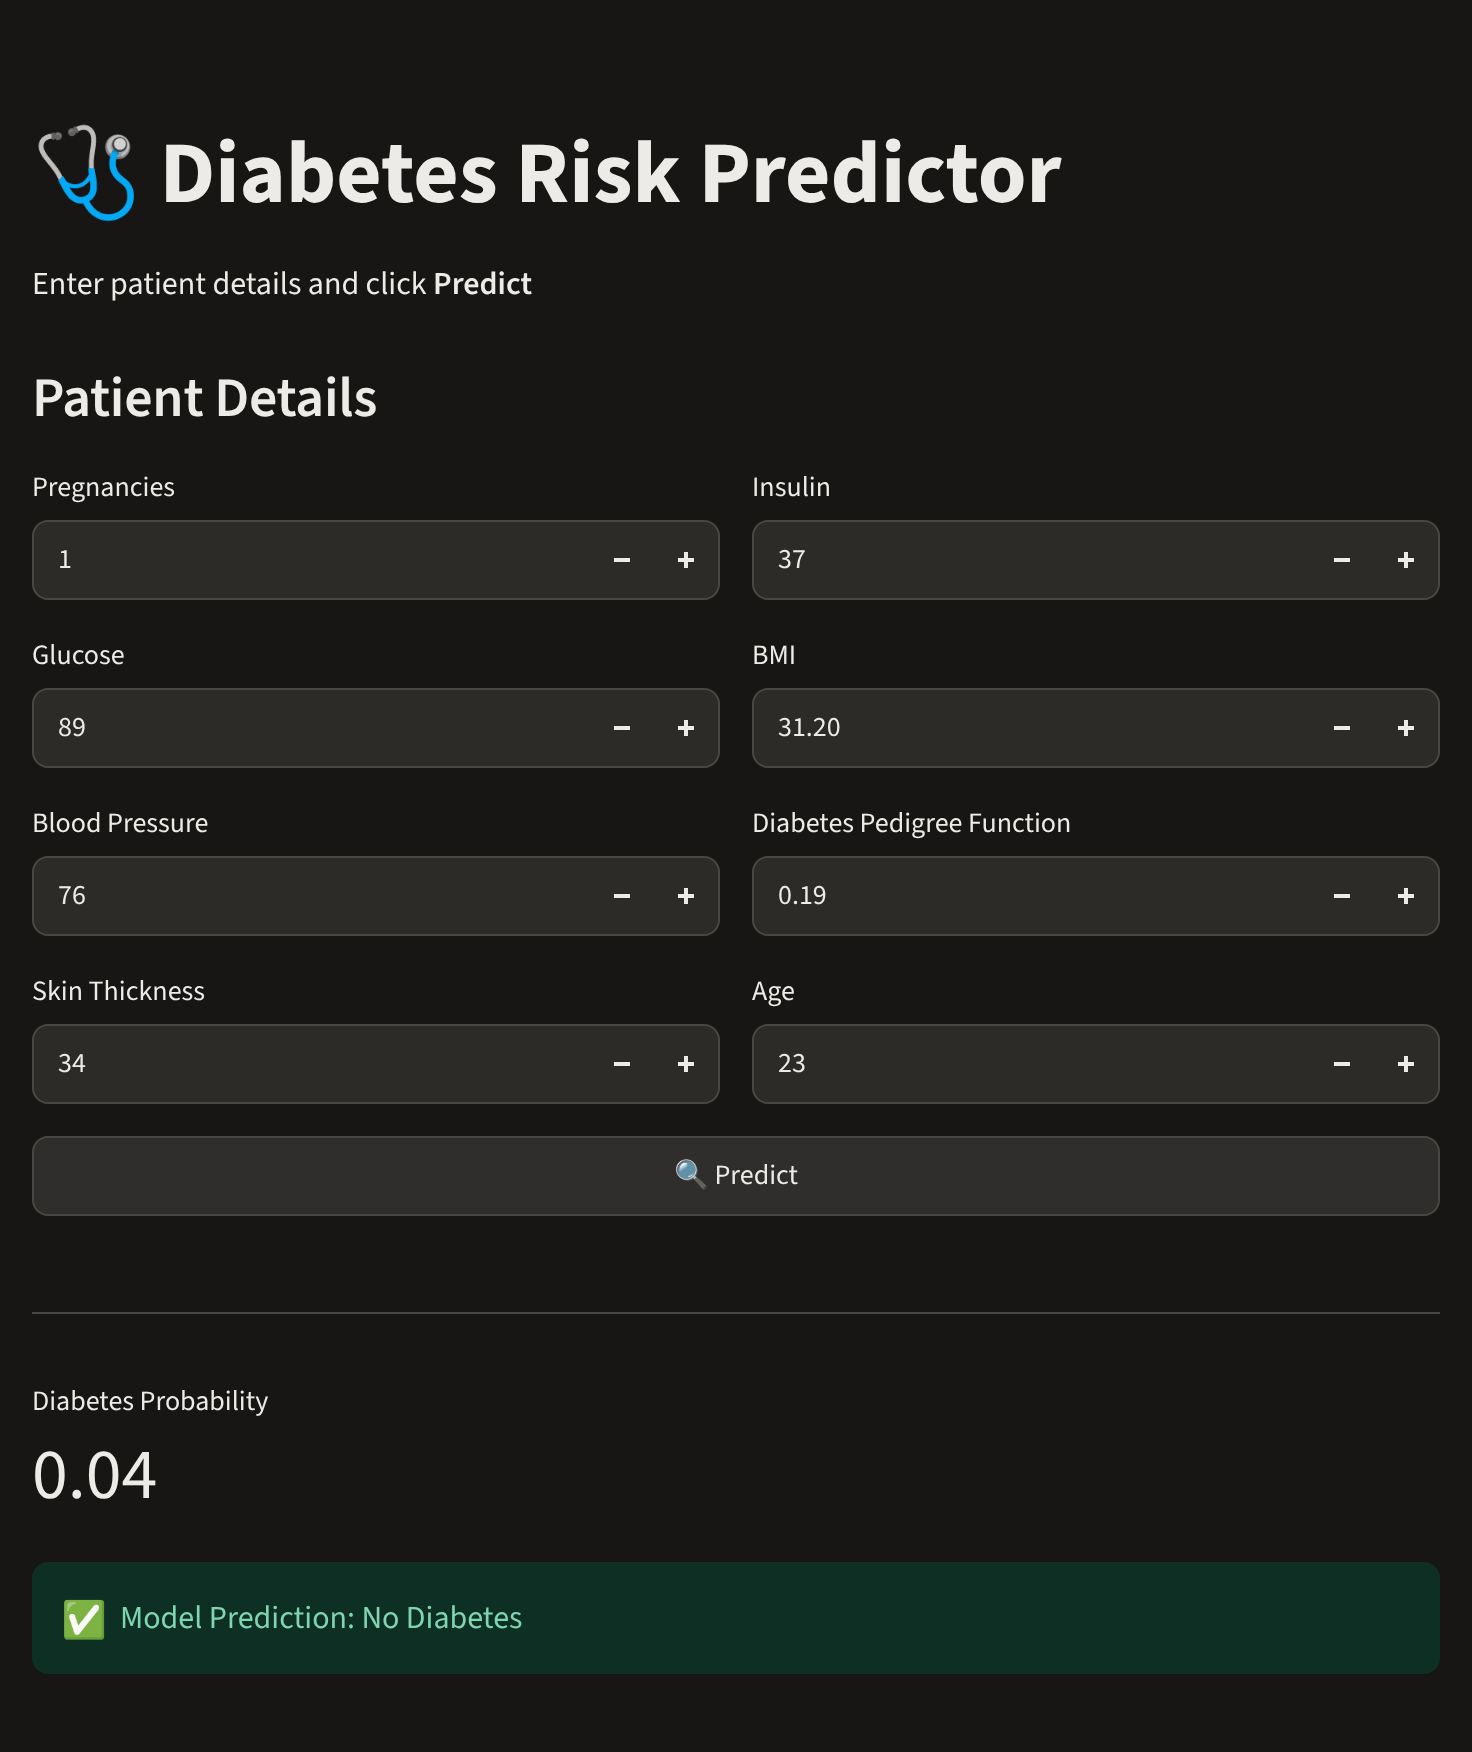 🩺 Diabetes Risk Predictor
Enter patient details and click Predict
Patient Details
Pregnancies
1
Glucose
89
Blood Pressure
76
Skin Thickness
34
Insulin
37
BMI
31.20
Diabetes Pedigree Function
0.19
Age
23
🔍 Predict
Diabetes Probability
0.04
✅ Model Prediction: No Diabetes